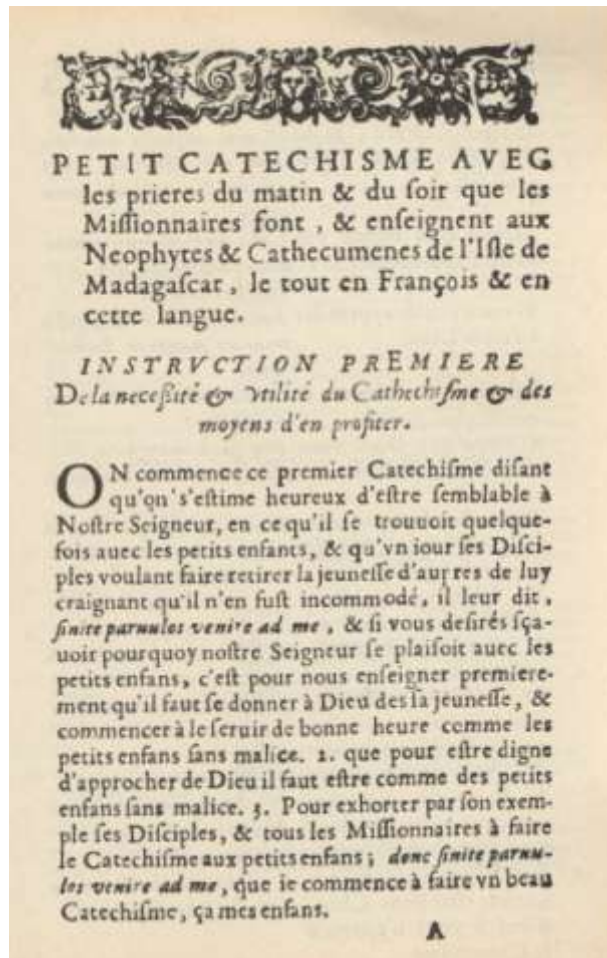 PETIT CATECHISME AVEC
les prieres du matin & du ſoir que les
Miſſionnaires font , & enſeignent aux
Neophytes & Cathecumenes de l'Iſle de
Madagaſcar , le tout en François & en
cette langue.
INSTRVCTION PREMIERE
De la neceſſité & vtilité du Cathechiſme & des
moyens d'en profiter.
ON commence ce premier Catechiſme diſant
qu'on's'eſtime heureux d'eſtre ſemblable à
Noſtre Seigneur, en ce qu'il ſe trouuoit quelque-
fois auec les petits enfants, & qu'vn iour ſes Diſci-
ples voulant faire retirer la jeuneſſe d'aupres de luy
craignant qu'il n'en fuſt incommodé, il leur dit ,
ſinite paruulos venire ad me , & ſi vous deſirés ſça-
uoir pourquoy noſtre Seigneur ſe plaiſoit auec les
petits enfans, c'eſt pour nous enſeigner premiere-
ment qu'il faut ſe donner à Dieu des ſa jeuneſſe, &
commencer à le ſeruir de bonne heure comme les
petits enfans ſans malice. 2. que pour eſtre digne
d'approcher de Dieu il faut eſtre comme des petits
enfans ſans malice. 3. Pour exhorter par ſon exem-
ple ſes Diſciples, & tous les Miſſionnaires à faire
le Catechiſme aux petits enfans ; donc ſinite paruu-
los venire ad me, que ie commence à faire vn beau
Catechiſme, ça mes enfans.
A